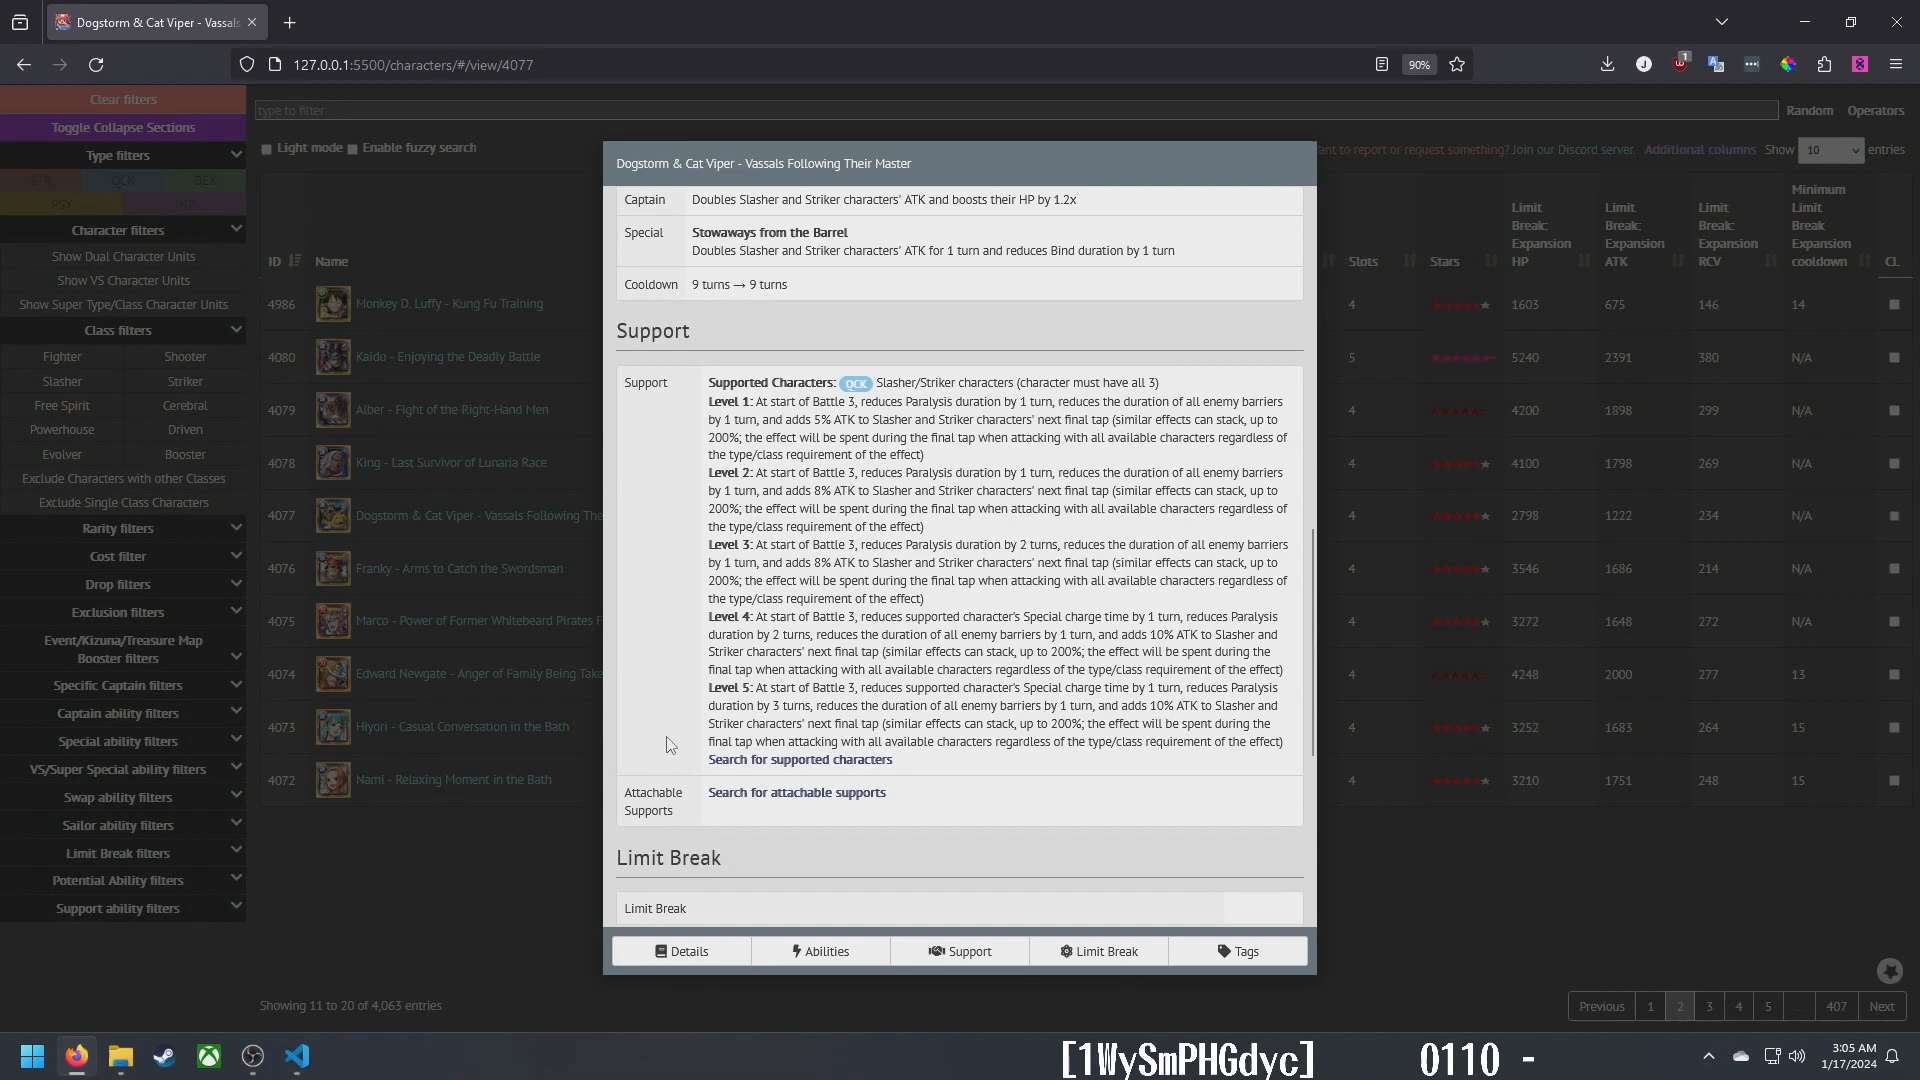 Dogstorm & Cat Viper - Vassals
127.0.0.1:5500/characters/#/view/4077
90%
1
Clear filters
Toggle Collapse Sections
Type filters
STR
QCK
DEX
PSY
INT
Character filters
Show Dual Character Units
Show VS Character Units
Show Super Type/Class Character Units
Class filters
Fighter
Shooter
Slasher
Striker
Free Spirit
Cerebral
Powerhouse
Driven
Evolver
Booster
Exclude Characters with other Classes
Exclude Single Class Characters
Rarity filters
Cost filter
Drop filters
Exclusion filters
Event/Kizuna/Treasure Map
Booster filters
Specific Captain filters
Captain ability filters
Special ability filters
VS/Super Special ability filters
Swap ability filters
Sailor ability filters
Limit Break filters
Potential Ability filters
Support ability filters
type to filter
Random
Operators
Light mode
Enable fuzzy search
ant to report or request something? Join our Discord server.
Additional columns
Show 10 entries
ID
Name
Slots
Stars
Limit
Break:
Expansion
HP
Limit
Break:
Expansion
ATK
Limit
Break:
Expansion
RCV
Minimum
Limit
Break
Expansion
cooldown
CL
4986 Monkey D. Luffy - Kung Fu Training 4 1603 675 146 14
4080 Kaido - Enjoying the Deadly Battle 5 5240 2391 380 N/A
4079 Alber - Fight of the Right-Hand Men 4 4200 1898 299 N/A
4078 King - Last Survivor of Lunaria Race 4 4100 1798 269 N/A
4077 Dogstorm & Cat Viper - Vassals Following The 4 2798 1222 234 N/A
4076 Franky - Arms to Catch the Swordsman 4 3546 1686 214 N/A
4075 Marco - Power of Former Whitebeard Pirates F 4 3272 1648 272 N/A
4074 Edward Newgate - Anger of Family Being Take 4 4248 2000 277 13
4073 Hiyori - Casual Conversation in the Bath 4 3252 1683 264 15
4072 Nami - Relaxing Moment in the Bath 4 3210 1751 248 15
Dogstorm & Cat Viper - Vassals Following Their Master
Captain Doubles Slasher and Striker characters' ATK and boosts their HP by 1.2x
Special Stowaways from the Barrel
Doubles Slasher and Striker characters' ATK for 1 turn and reduces Bind duration by 1 turn
Cooldown 9 turns → 9 turns
Support
Support Supported Characters: QCK Slasher/Striker characters (character must have all 3)
Level 1: At start of Battle 3, reduces Paralysis duration by 1 turn, reduces the duration of all enemy barriers
by 1 turn, and adds 5% ATK to Slasher and Striker characters' next final tap (similar effects can stack, up to
200%; the effect will be spent during the final tap when attacking with all available characters regardless of
the type/class requirement of the effect)
Level 2: At start of Battle 3, reduces Paralysis duration by 1 turn, reduces the duration of all enemy barriers
by 1 turn, and adds 8% ATK to Slasher and Striker characters' next final tap (similar effects can stack, up to
200%; the effect will be spent during the final tap when attacking with all available characters regardless of
the type/class requirement of the effect)
Level 3: At start of Battle 3, reduces Paralysis duration by 2 turns, reduces the duration of all enemy barriers
by 1 turn, and adds 8% ATK to Slasher and Striker characters' next final tap (similar effects can stack, up to
200%; the effect will be spent during the final tap when attacking with all available characters regardless of
the type/class requirement of the effect)
Level 4: At start of Battle 3, reduces supported character's Special charge time by 1 turn, reduces Paralysis
duration by 2 turns, reduces the duration of all enemy barriers by 1 turn, and adds 10% ATK to Slasher and
Striker characters' next final tap (similar effects can stack, up to 200%; the effect will be spent during the
final tap when attacking with all available characters regardless of the type/class requirement of the effect)
Level 5: At start of Battle 3, reduces supported character's Special charge time by 1 turn, reduces Paralysis
duration by 3 turns, reduces the duration of all enemy barriers by 1 turn, and adds 10% ATK to Slasher and
Striker characters' next final tap (similar effects can stack, up to 200%; the effect will be spent during the
final tap when attacking with all available characters regardless of the type/class requirement of the effect)
Search for supported characters
Attachable
Supports
Search for attachable supports
Limit Break
Limit Break
Details
Abilities
Support
Limit Break
Tags
Showing 11 to 20 of 4,063 entries
Previous 1 2 3 4 5 … 407 Next
[1WySmPHGdyc] 0110 -
3:05 AM
1/17/2024